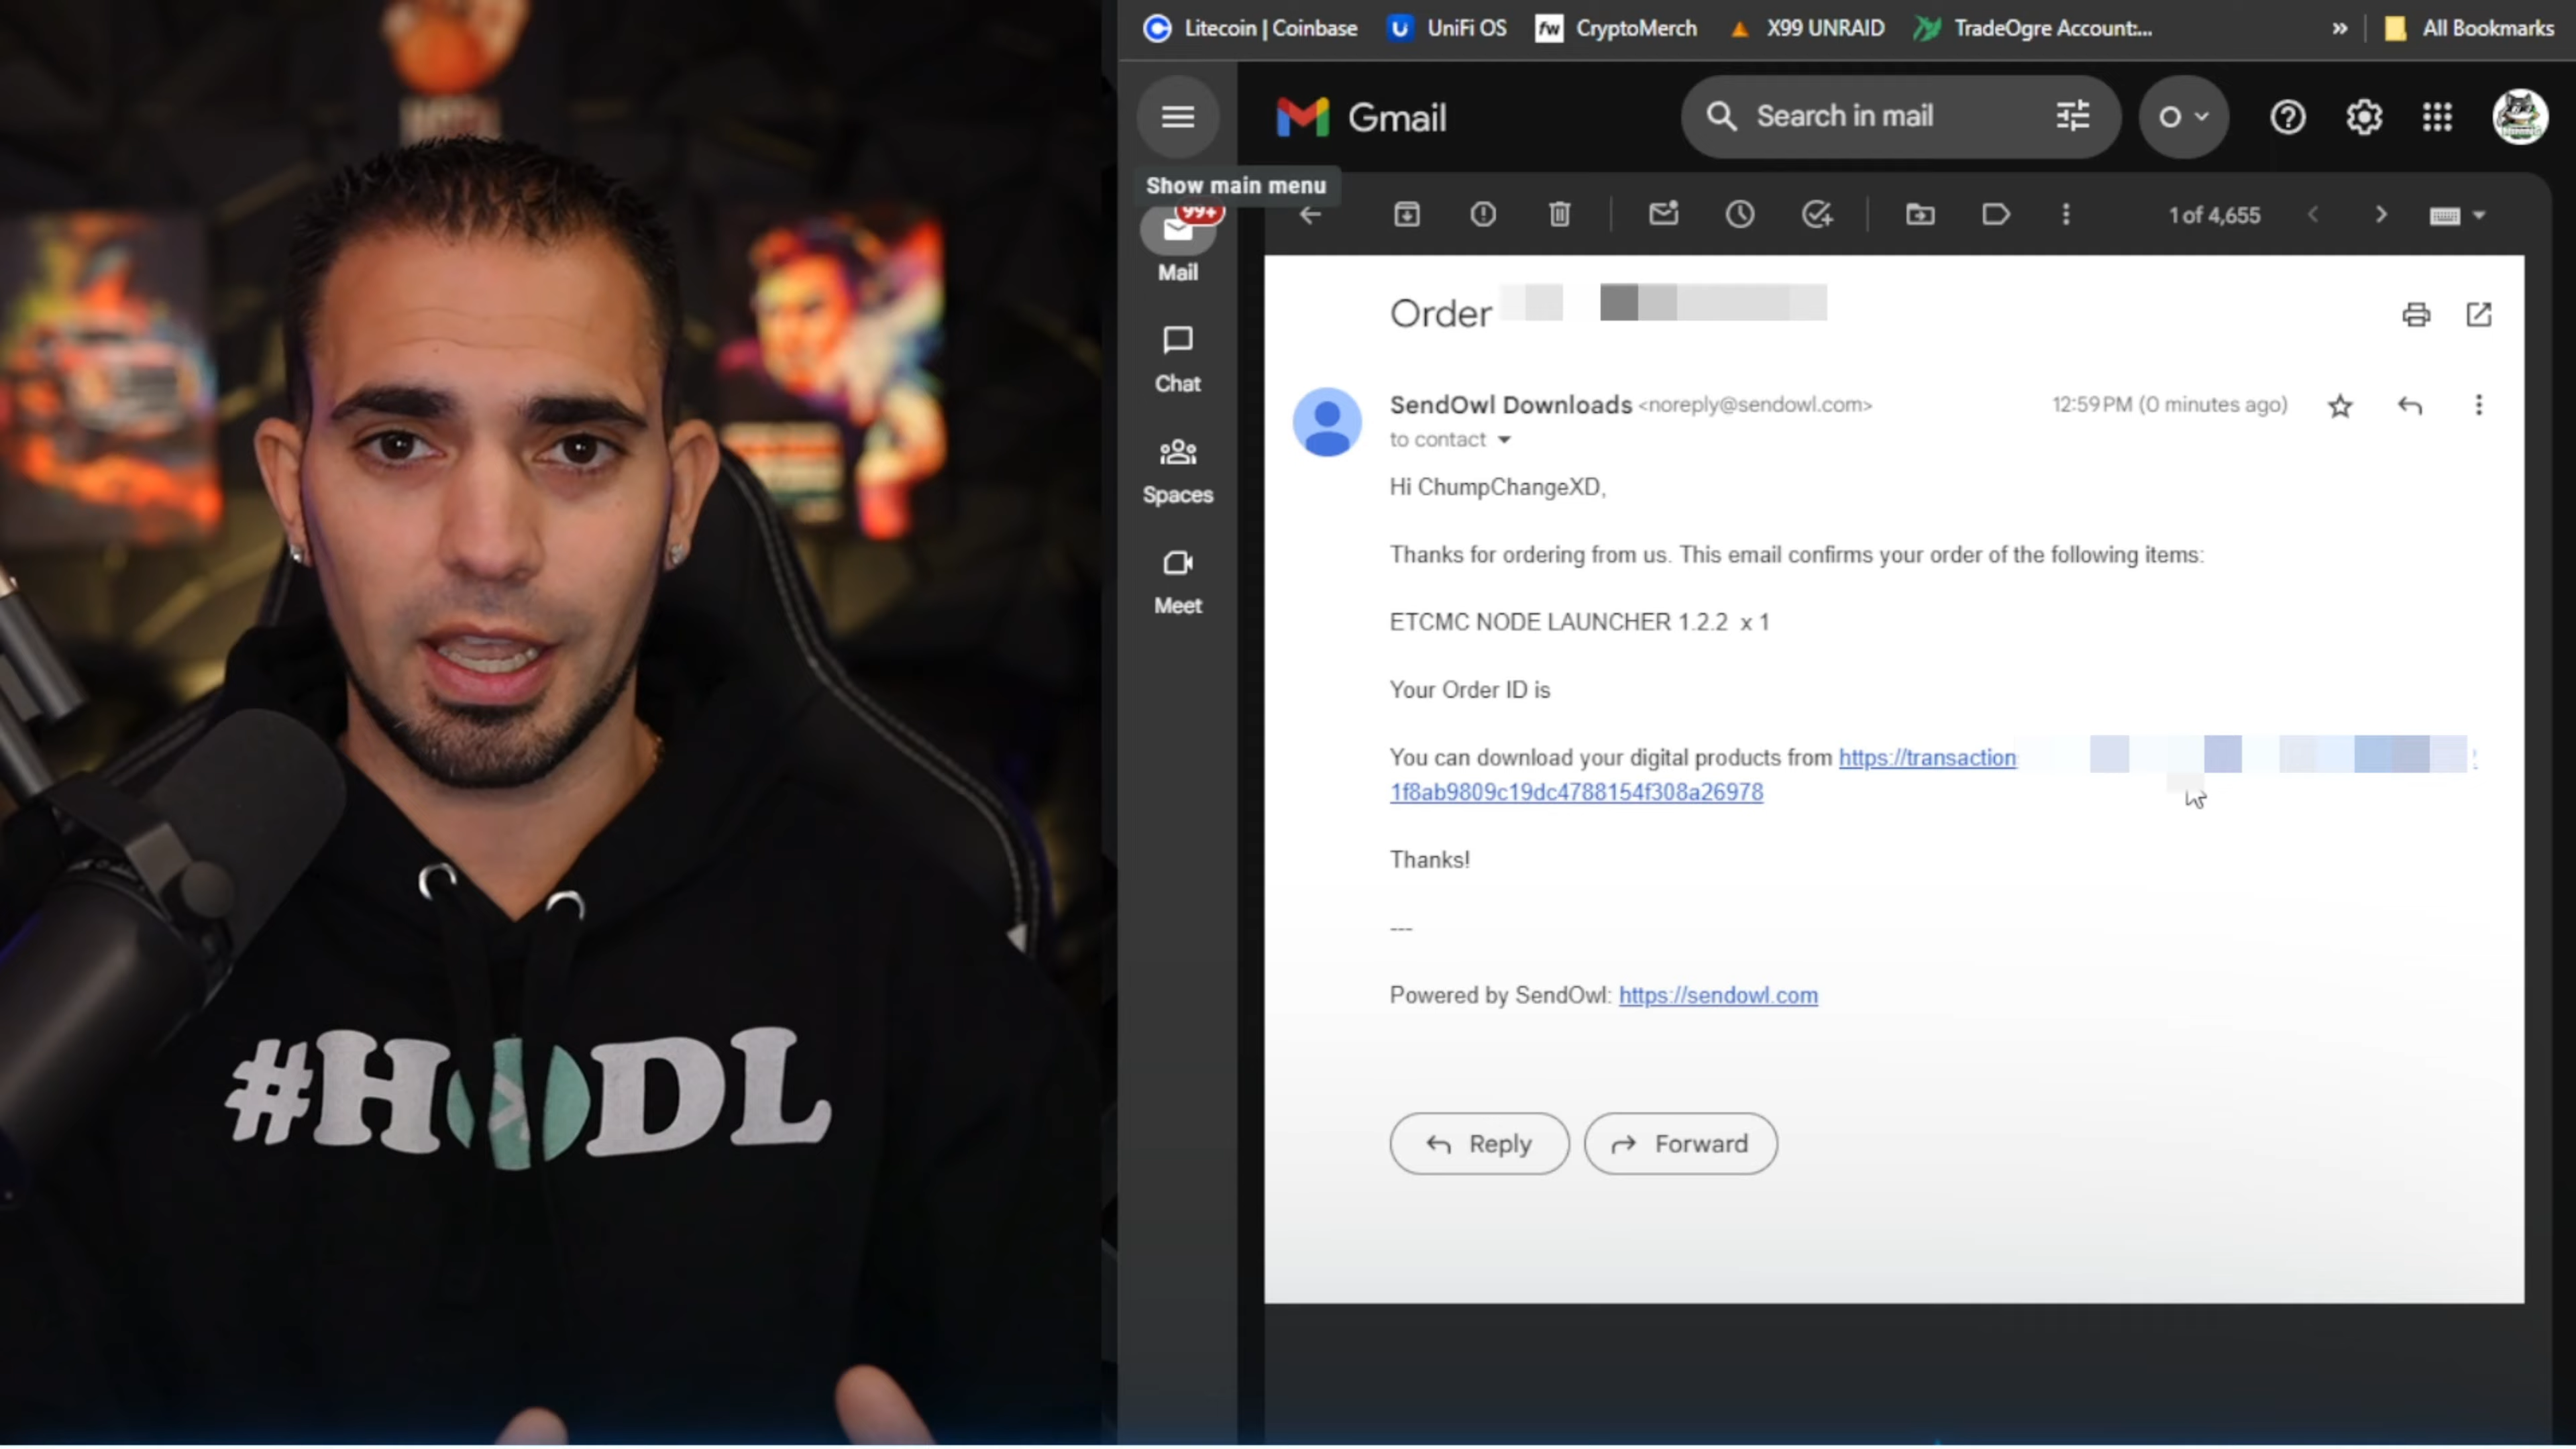 Litecoin | Coinbase UniFi OS fw CryptoMerch X99 UNRAID TradeOgre Account:... » All Bookmarks
Gmail Search in mail
Show main menu
99+
1 of 4,655
Mail
Chat
Spaces
Meet
Order
SendOwl Downloads <noreply@sendowl.com> 12:59 PM (0 minutes ago)
to contact
Hi ChumpChangeXD,
Thanks for ordering from us. This email confirms your order of the following items:
ETCMC NODE LAUNCHER 1.2.2 x 1
Your Order ID is
You can download your digital products from https://transaction
1f8ab9809c19dc4788154f308a26978
Thanks!
---
Powered by SendOwl: https://sendowl.com
Reply Forward
#HODL